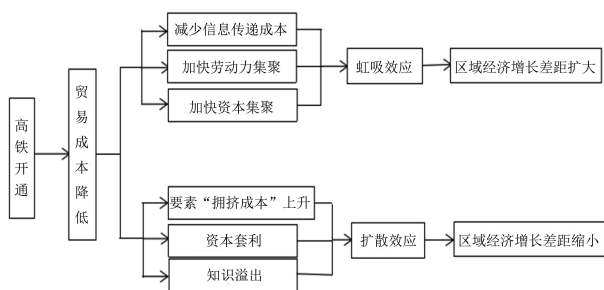 高铁开通
贸易成本降低
减少信息传递成本
加快劳动力集聚
加快资本集聚
虹吸效应
区域经济增长差距扩大
要素“拥挤成本”上升
资本套利
知识溢出
扩散效应
区域经济增长差距缩小